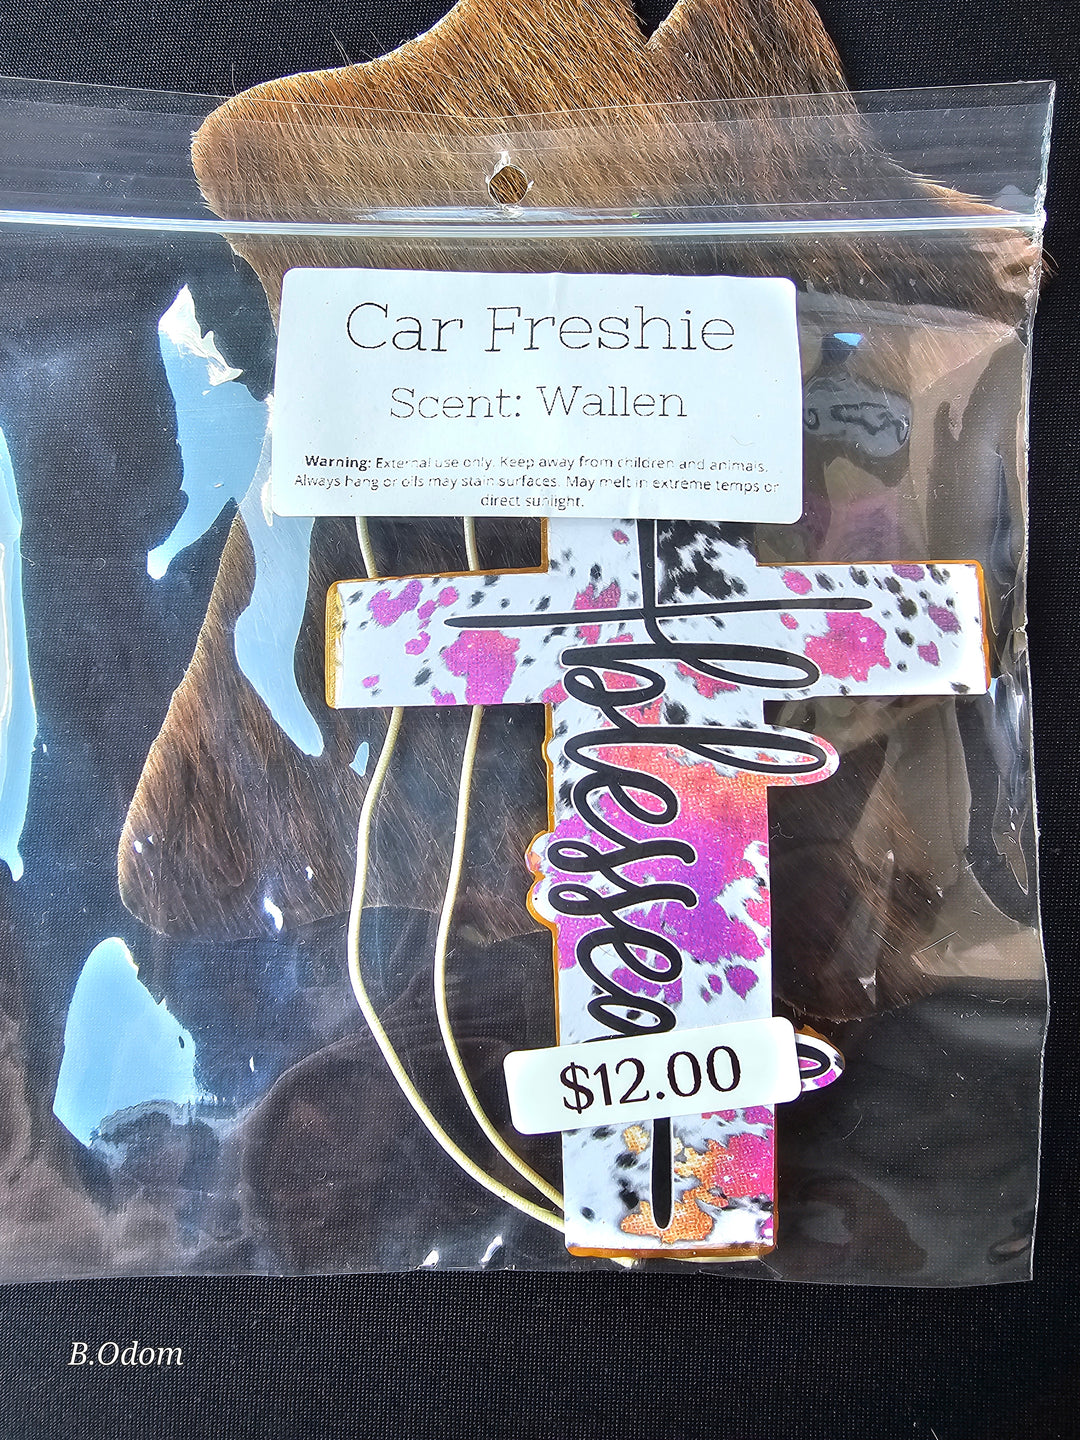 Car Freshie
Scent: Wallen
Warning: External use only. Keep away from children and animals.
Always hang or oils may stain surfaces. May melt in extreme temps or
direct sunlight.
blessed
$12.00
B.Odom